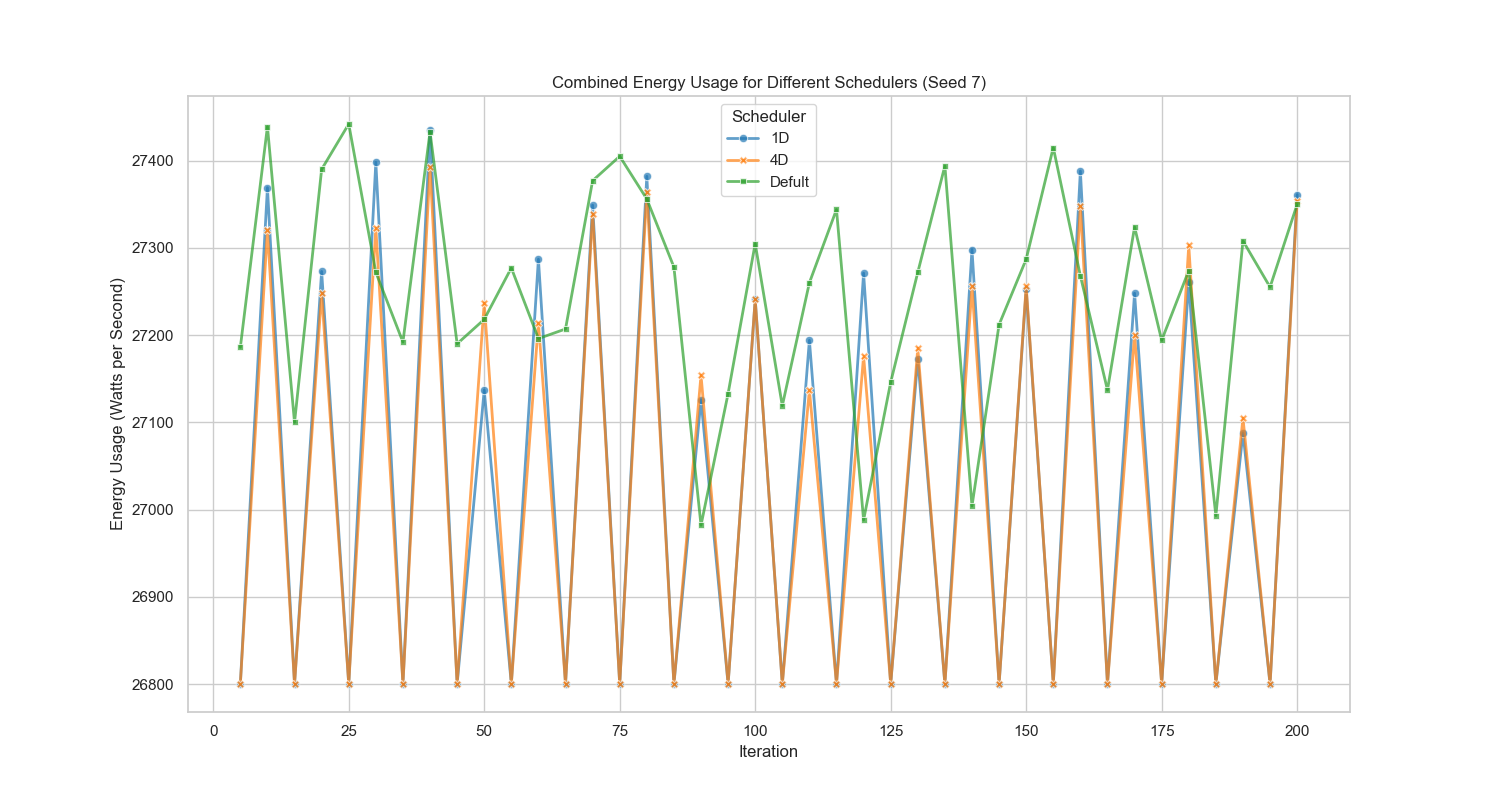 Combined Energy Usage for Different Schedulers (Seed 7)
Scheduler
1D
4D
Defult
Energy Usage (Watts per Second)
27400
27300
27200
27100
27000
26900
26800
0 25 50 75 100 125 150 175 200
Iteration